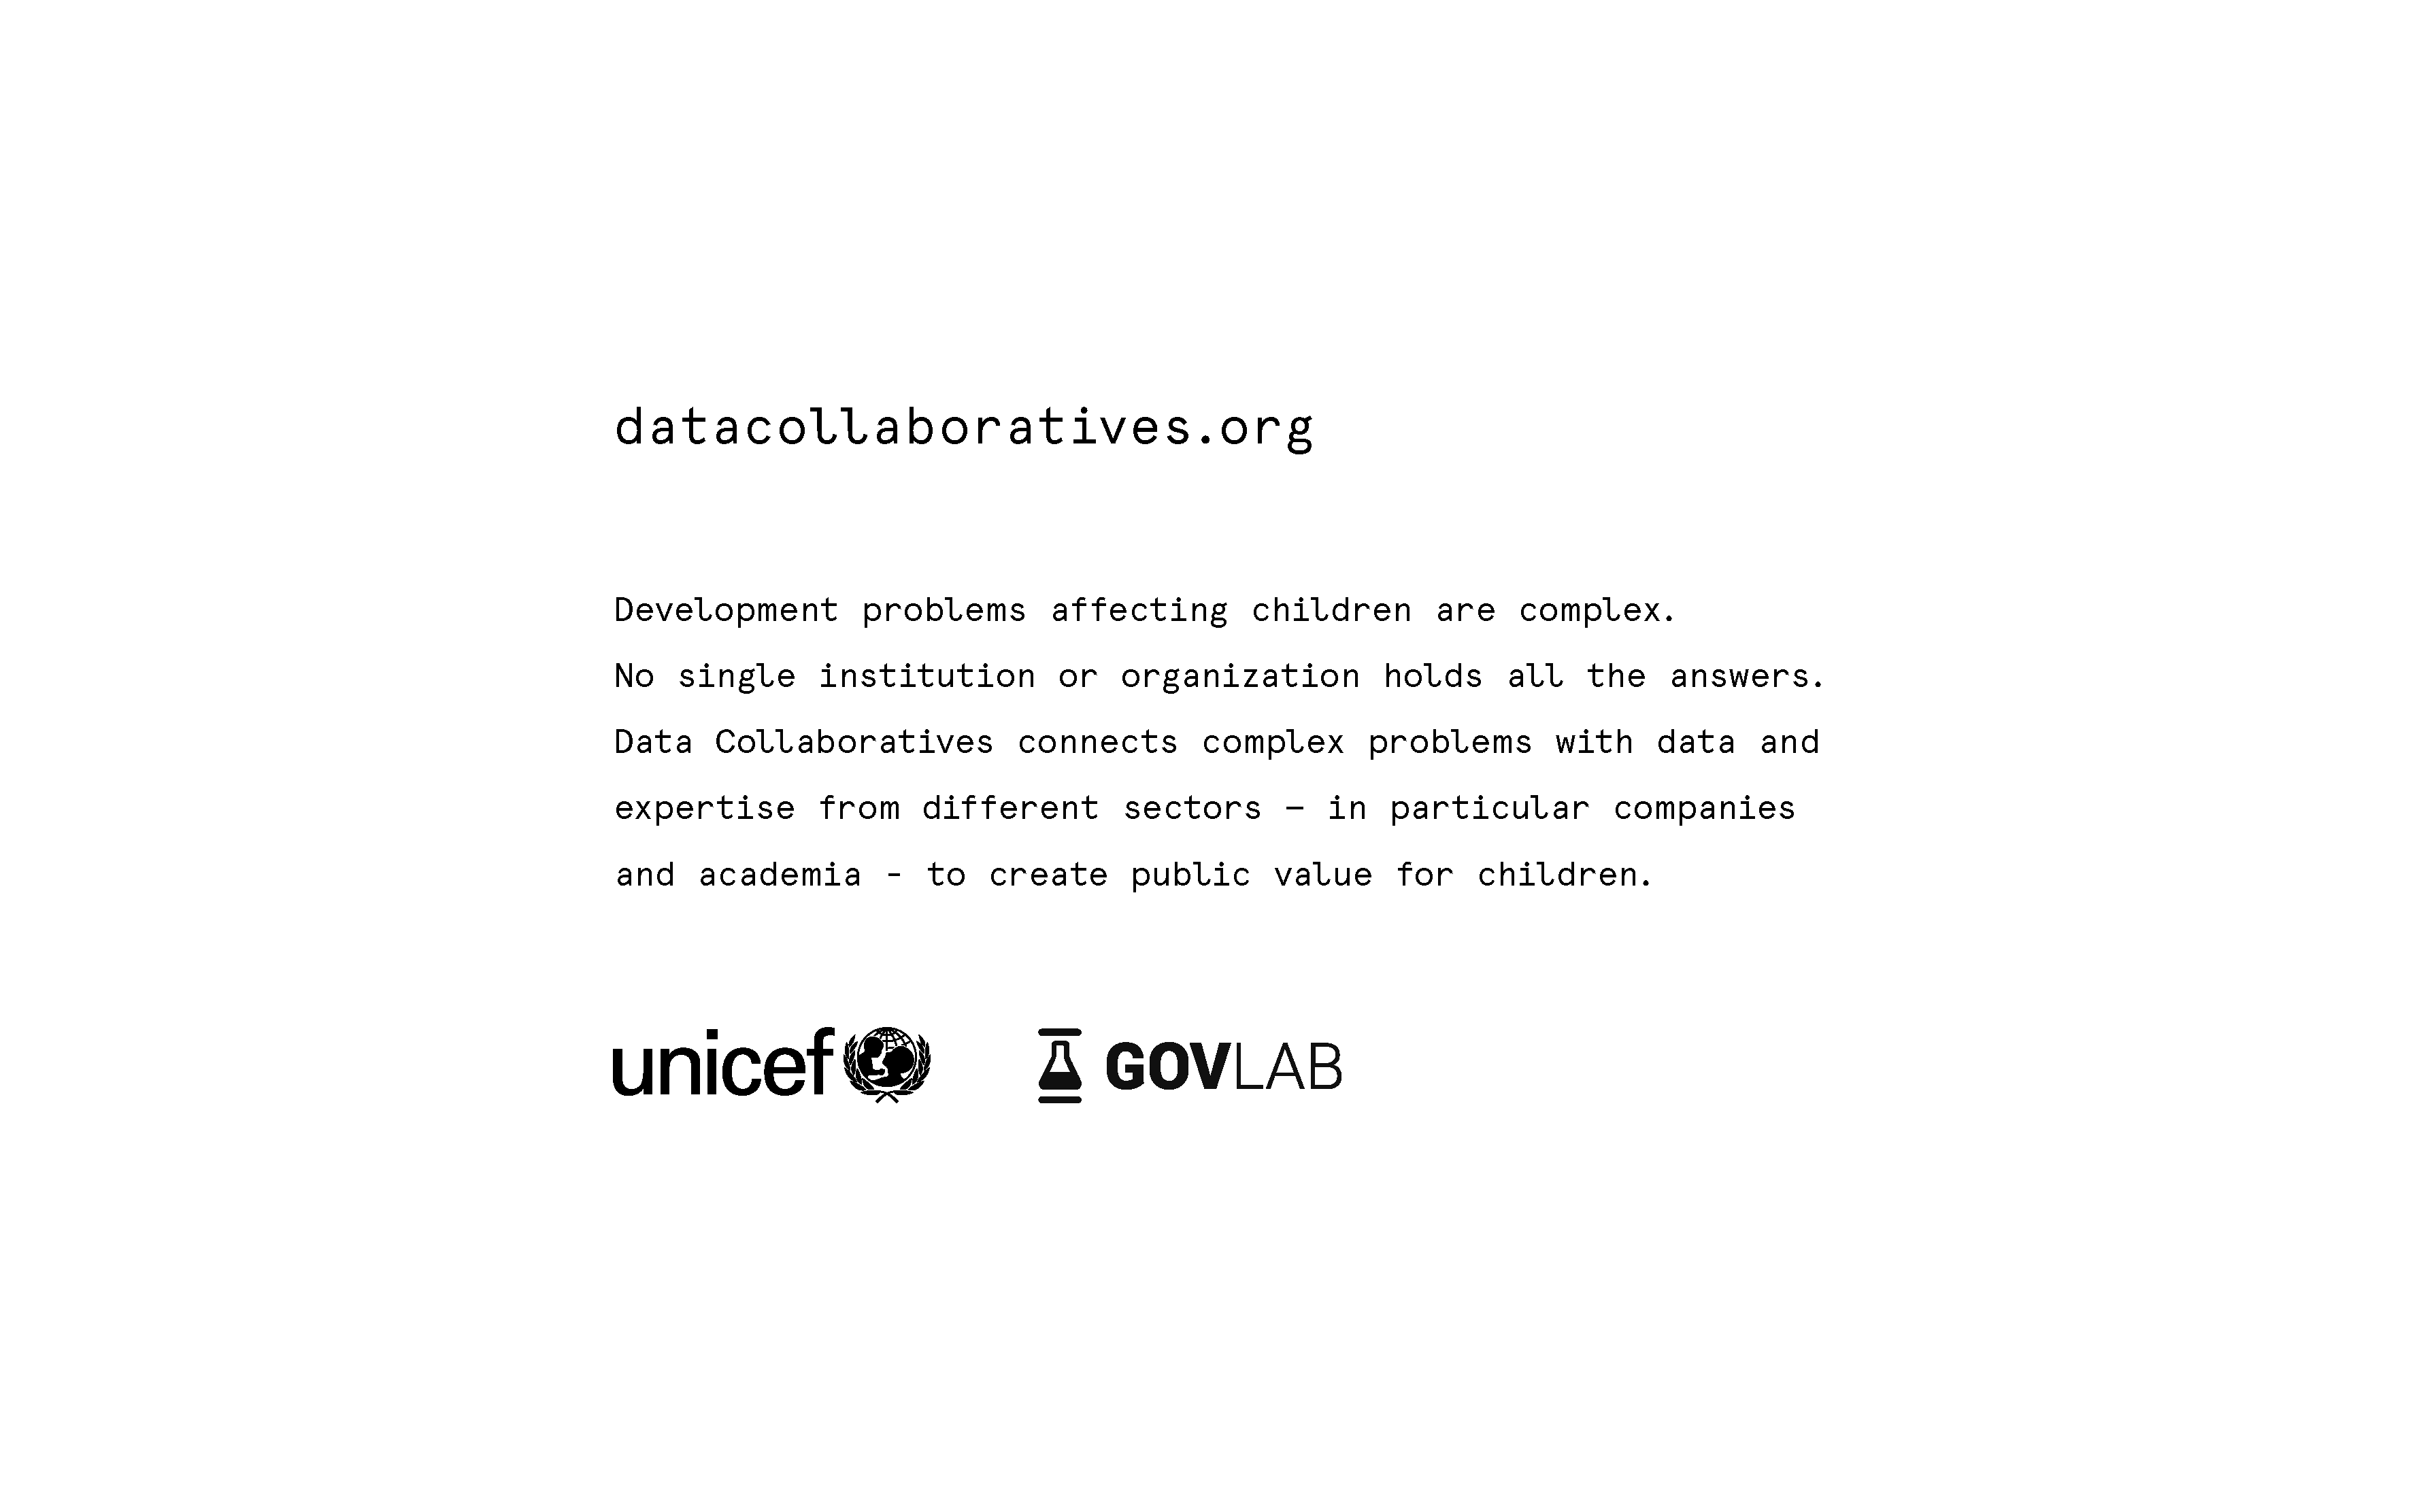 datacollaboratives.org
Development problems affecting children are complex.
No single institution or organization holds all the answers.
Data Collaboratives connects complex problems with data and
expertise from different sectors – in particular companies
and academia - to create public value for children.
unicef GOVLAB